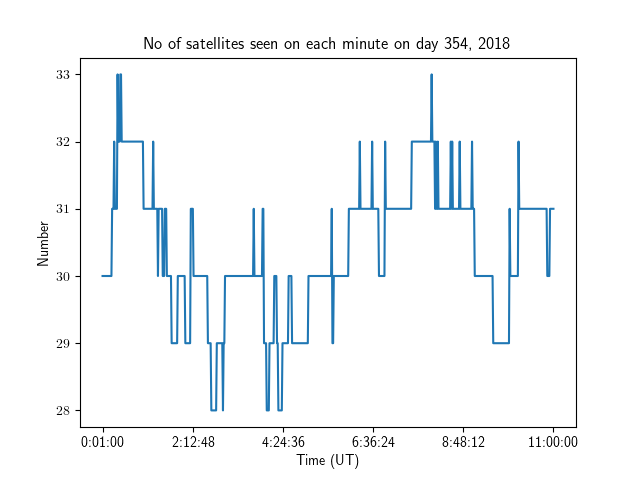 No of satellites seen on each minute on day 354, 2018
33
32
31
30
29
28
Number
0:01:00 2:12:48 4:24:36 6:36:24 8:48:12 11:00:00
Time (UT)